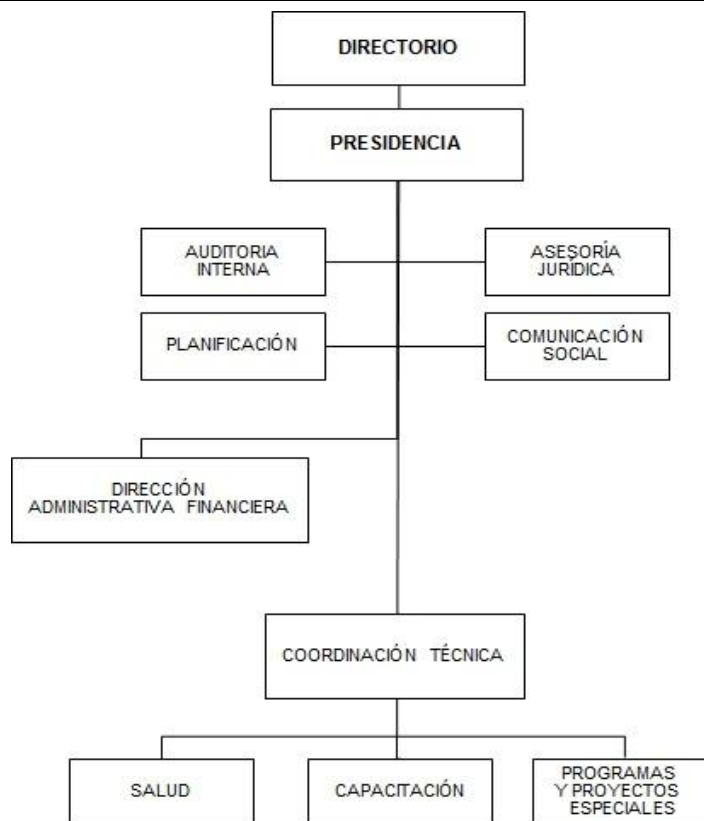 DIRECTORIO
PRESIDENCIA
AUDITORIA
INTERNA
ASESORÍA
JURÍDICA
PLANIFICACIÓN
COMUNICACIÓN
SOCIAL
DIRECCIÓN
ADMINISTRATIVA FINANCIERA
COORDINACIÓN TÉCNICA
SALUD
CAPACITACIÓN
PROGRAMAS
Y PROYECTOS
ESPECIALES